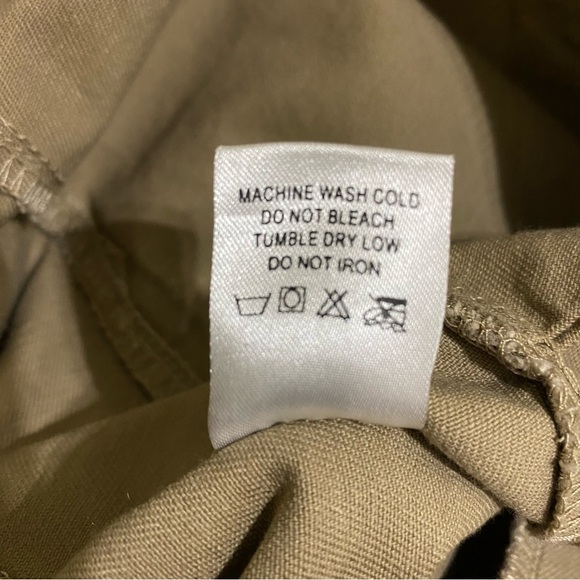 MACHINE WASH COLD
DO NOT BLEACH
TUMBLE DRY LOW
DO NOT IRON